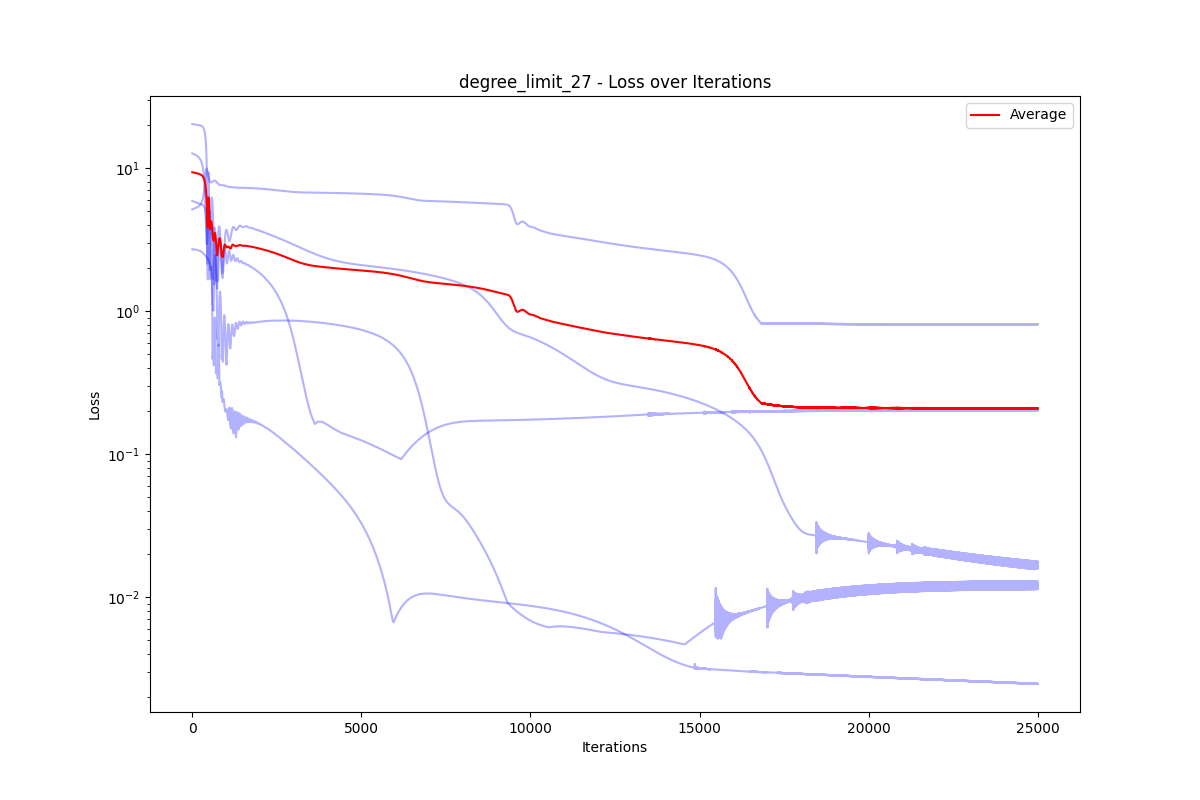 degree_limit_27 - Loss over Iterations
Average
Loss
10¹
10⁰
10⁻¹
10⁻²
0 5000 10000 15000 20000 25000
Iterations